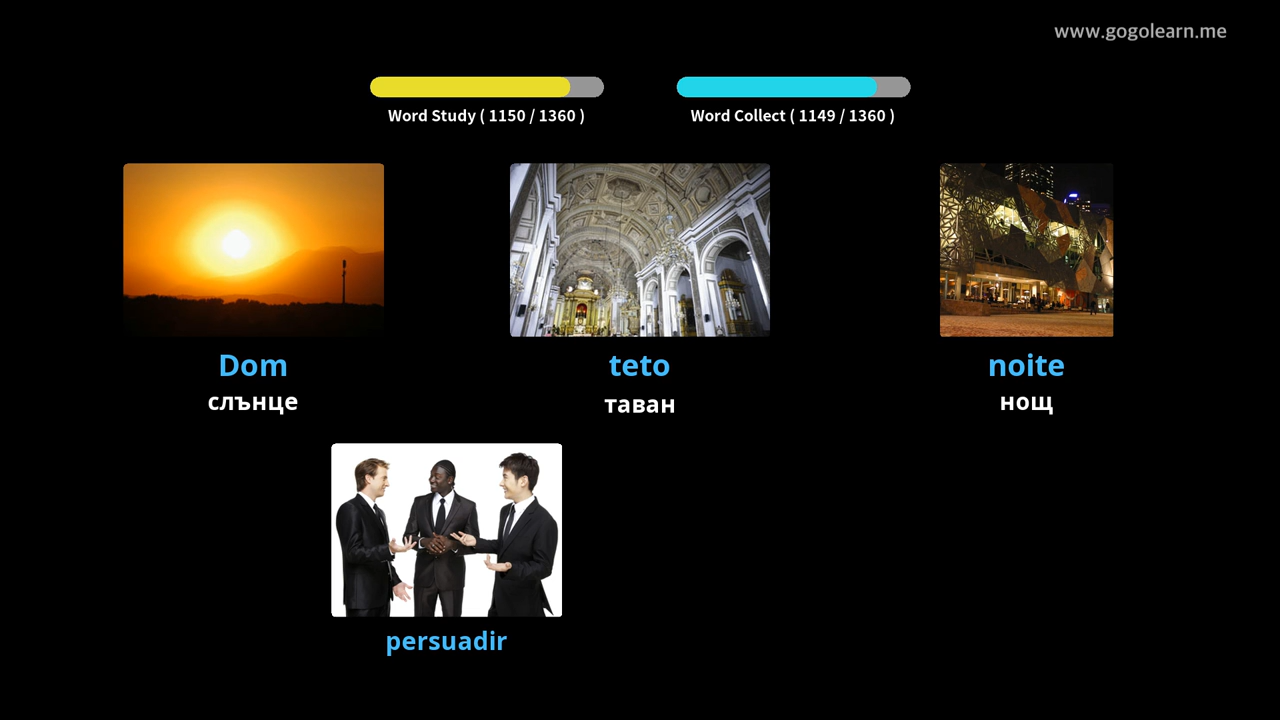 www.gogolearn.me
Word Study ( 1150 / 1360 )
Word Collect ( 1149 / 1360 )
Dom
слънце
teto
таван
noite
нощ
persuadir